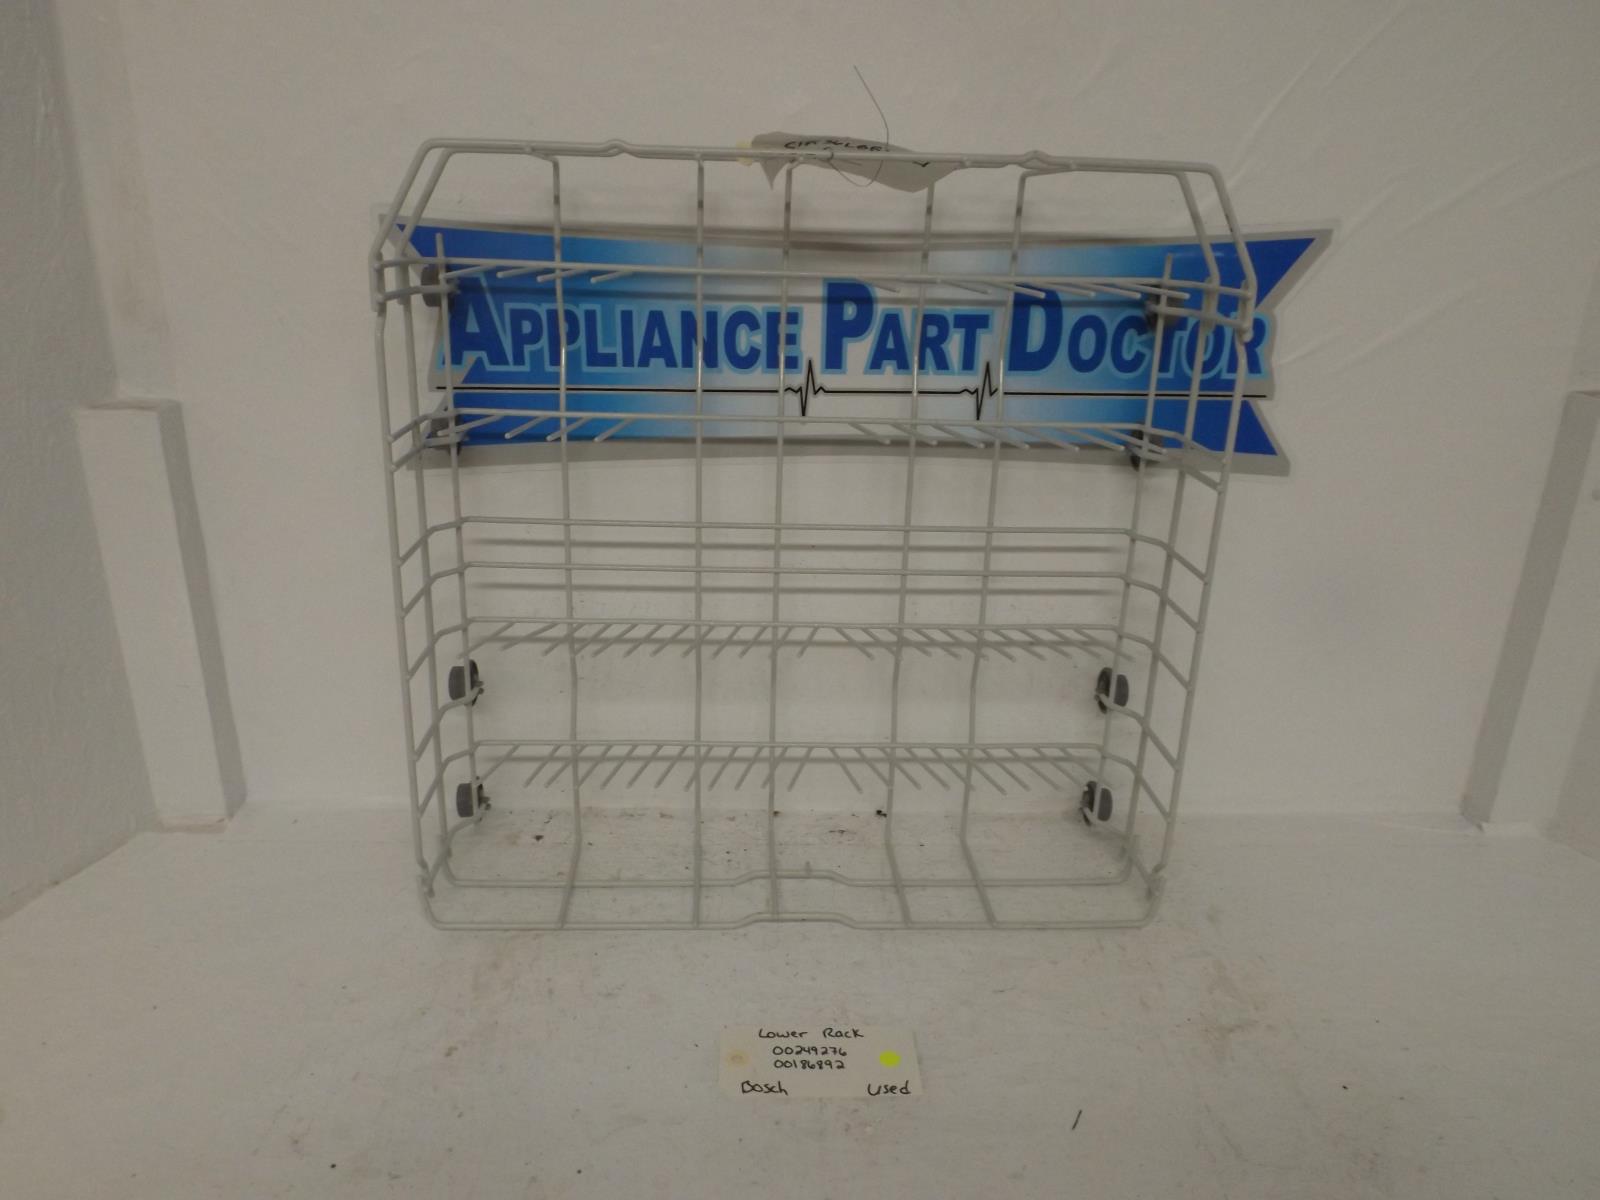 APPLIANCE PART DOCTOR
Lower Rack
00249276
00186892
Bosch Used